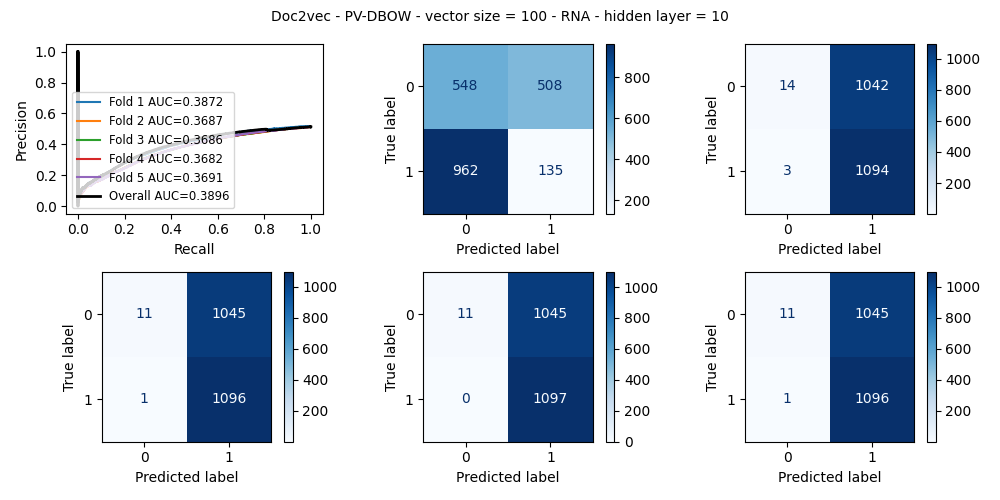 Doc2vec - PV-DBOW - vector size = 100 - RNA - hidden layer = 10
Precision
1.0
0.8
0.6
0.4
0.2
0.0
Fold 1 AUC=0.3872
Fold 2 AUC=0.3687
Fold 3 AUC=0.3686
Fold 4 AUC=0.3682
Fold 5 AUC=0.3691
Overall AUC=0.3896
0.0 0.2 0.4 0.6 0.8 1.0
Recall
True label
0 548 508
1 962 135
0 1
Predicted label
800
600
400
200
True label
0 14 1042
1 3 1094
0 1
Predicted label
1000
800
600
400
200
True label
0 11 1045
1 1 1096
0 1
Predicted label
1000
800
600
400
200
True label
0 11 1045
1 0 1097
0 1
Predicted label
1000
800
600
400
200
0
True label
0 11 1045
1 1 1096
0 1
Predicted label
1000
800
600
400
200